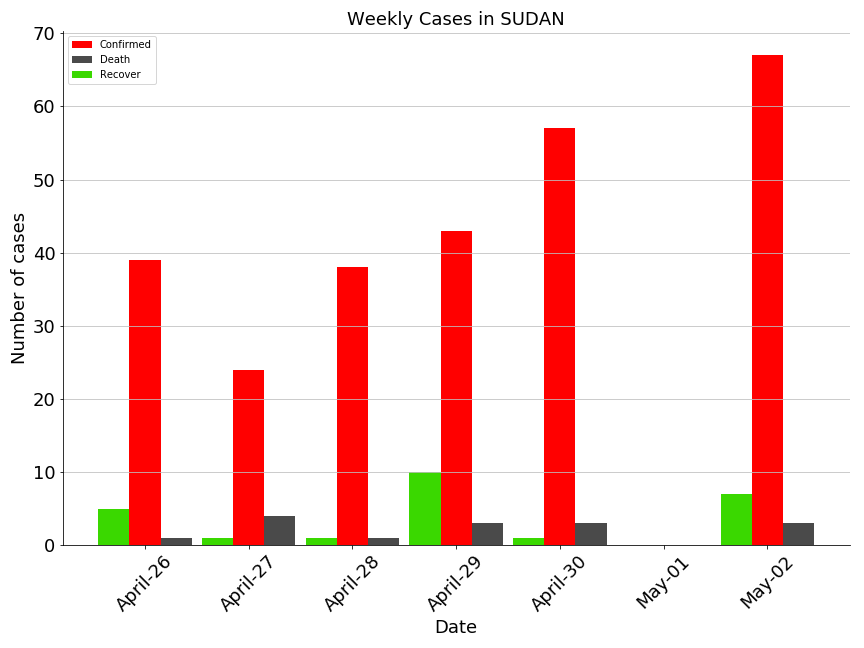 Weekly Cases in SUDAN
Confirmed
Death
Recover
Number of cases
70
60
50
40
30
20
10
0
April-26
April-27
April-28
April-29
April-30
May-01
May-02
Date